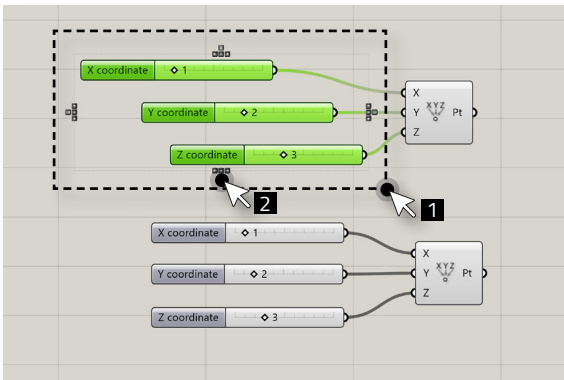 X coordinate 1
X
Y coordinate 2
Y XYZ Pt
Z
Z coordinate 3
2
1
X coordinate 1
X
Y coordinate 2
Y XYZ Pt
Z
Z coordinate 3